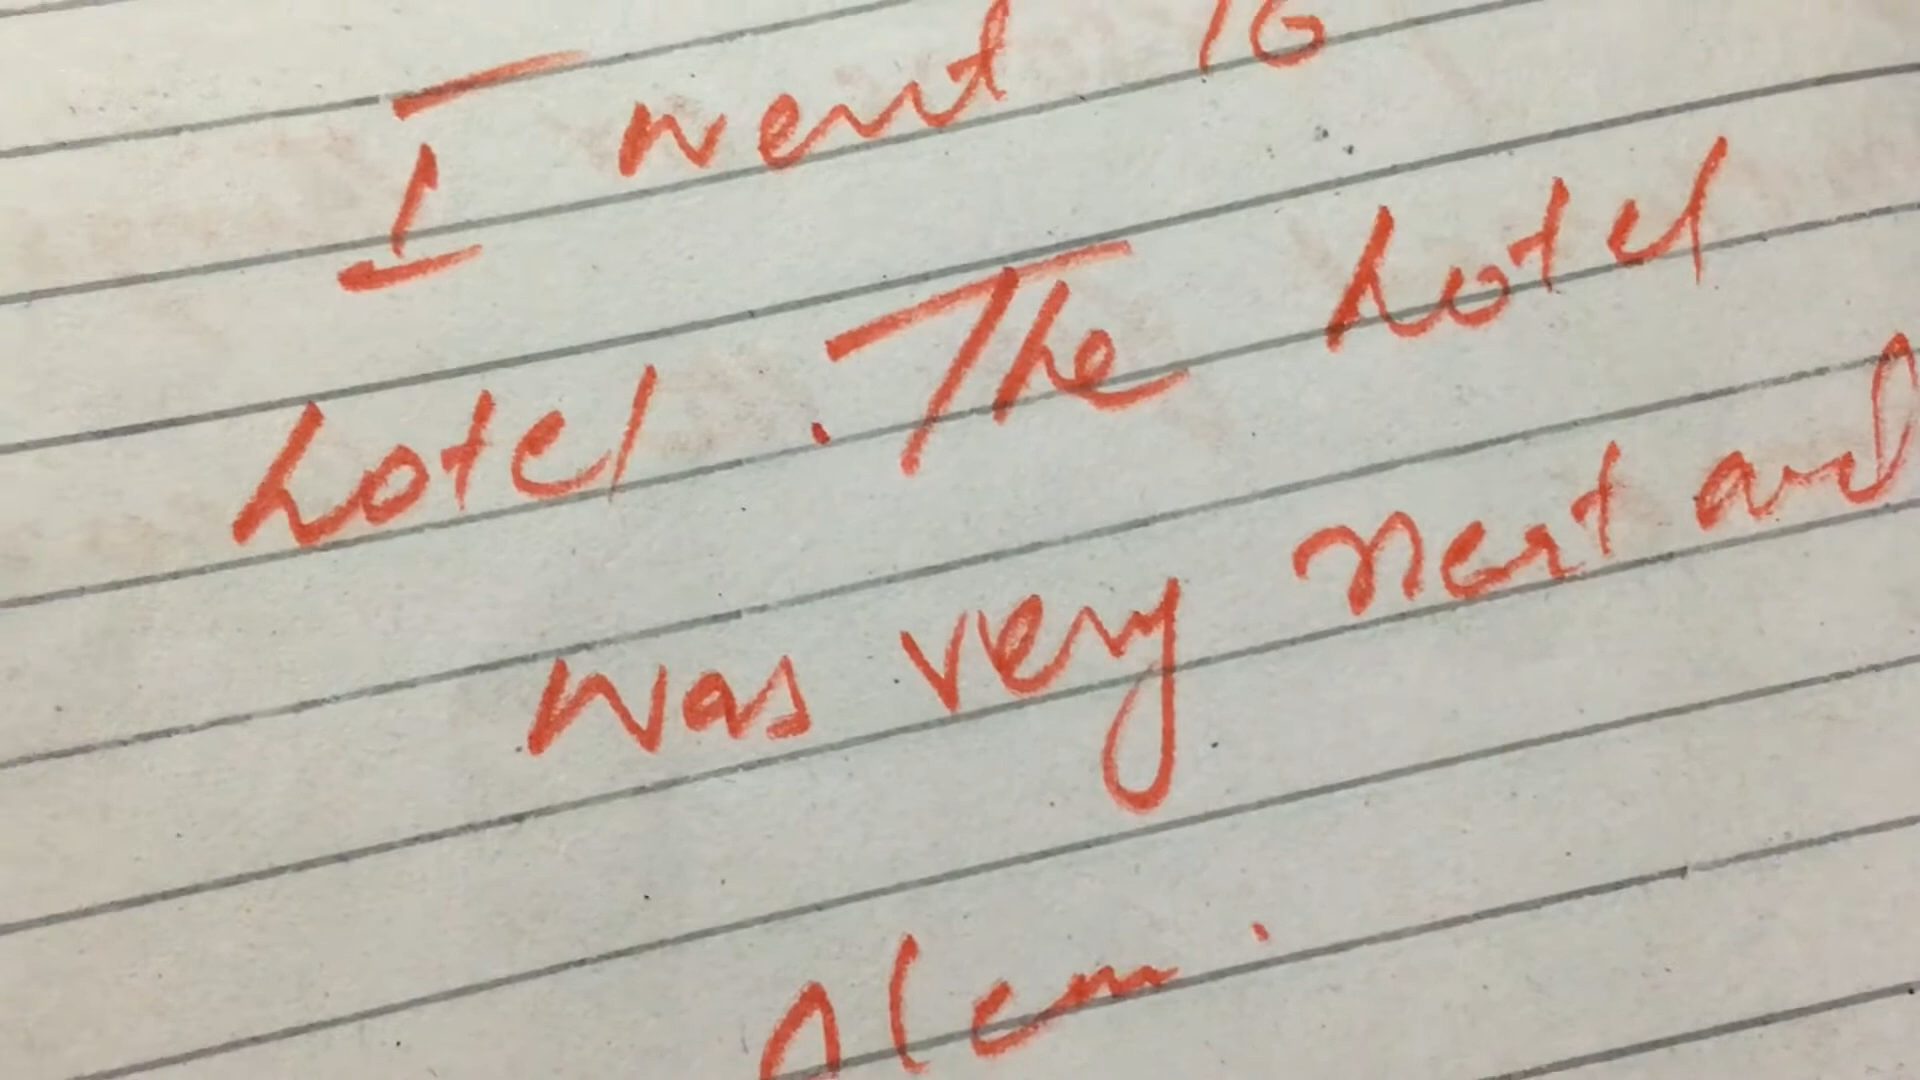 I went to
hotel. The hotel
was very neat and